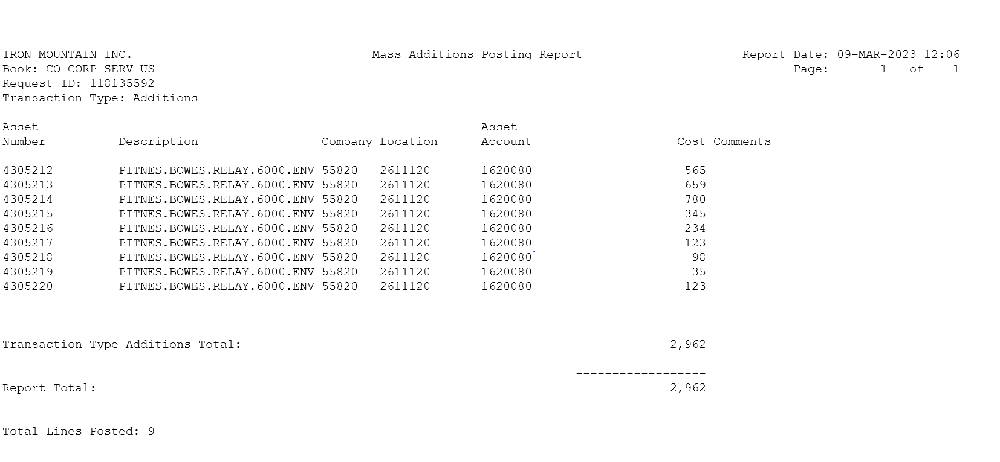 IRON MOUNTAIN INC. Mass Additions Posting Report Report Date: 09-MAR-2023 12:06
Book: CO_CORP_SERV_US Page: 1 of 1
Request ID: 118135592
Transaction Type: Additions
Asset Asset
Number Description Company Location Account Cost Comments
--------------- --------------------------- ------- ------------- ------------ ------------------ ----------------------------------
4305212 PITNES.BOWES.RELAY.6000.ENV 55820 2611120 1620080 565
4305213 PITNES.BOWES.RELAY.6000.ENV 55820 2611120 1620080 659
4305214 PITNES.BOWES.RELAY.6000.ENV 55820 2611120 1620080 780
4305215 PITNES.BOWES.RELAY.6000.ENV 55820 2611120 1620080 345
4305216 PITNES.BOWES.RELAY.6000.ENV 55820 2611120 1620080 234
4305217 PITNES.BOWES.RELAY.6000.ENV 55820 2611120 1620080 123
4305218 PITNES.BOWES.RELAY.6000.ENV 55820 2611120 1620080 98
4305219 PITNES.BOWES.RELAY.6000.ENV 55820 2611120 1620080 35
4305220 PITNES.BOWES.RELAY.6000.ENV 55820 2611120 1620080 123
------------------
Transaction Type Additions Total: 2,962
------------------
Report Total: 2,962
Total Lines Posted: 9